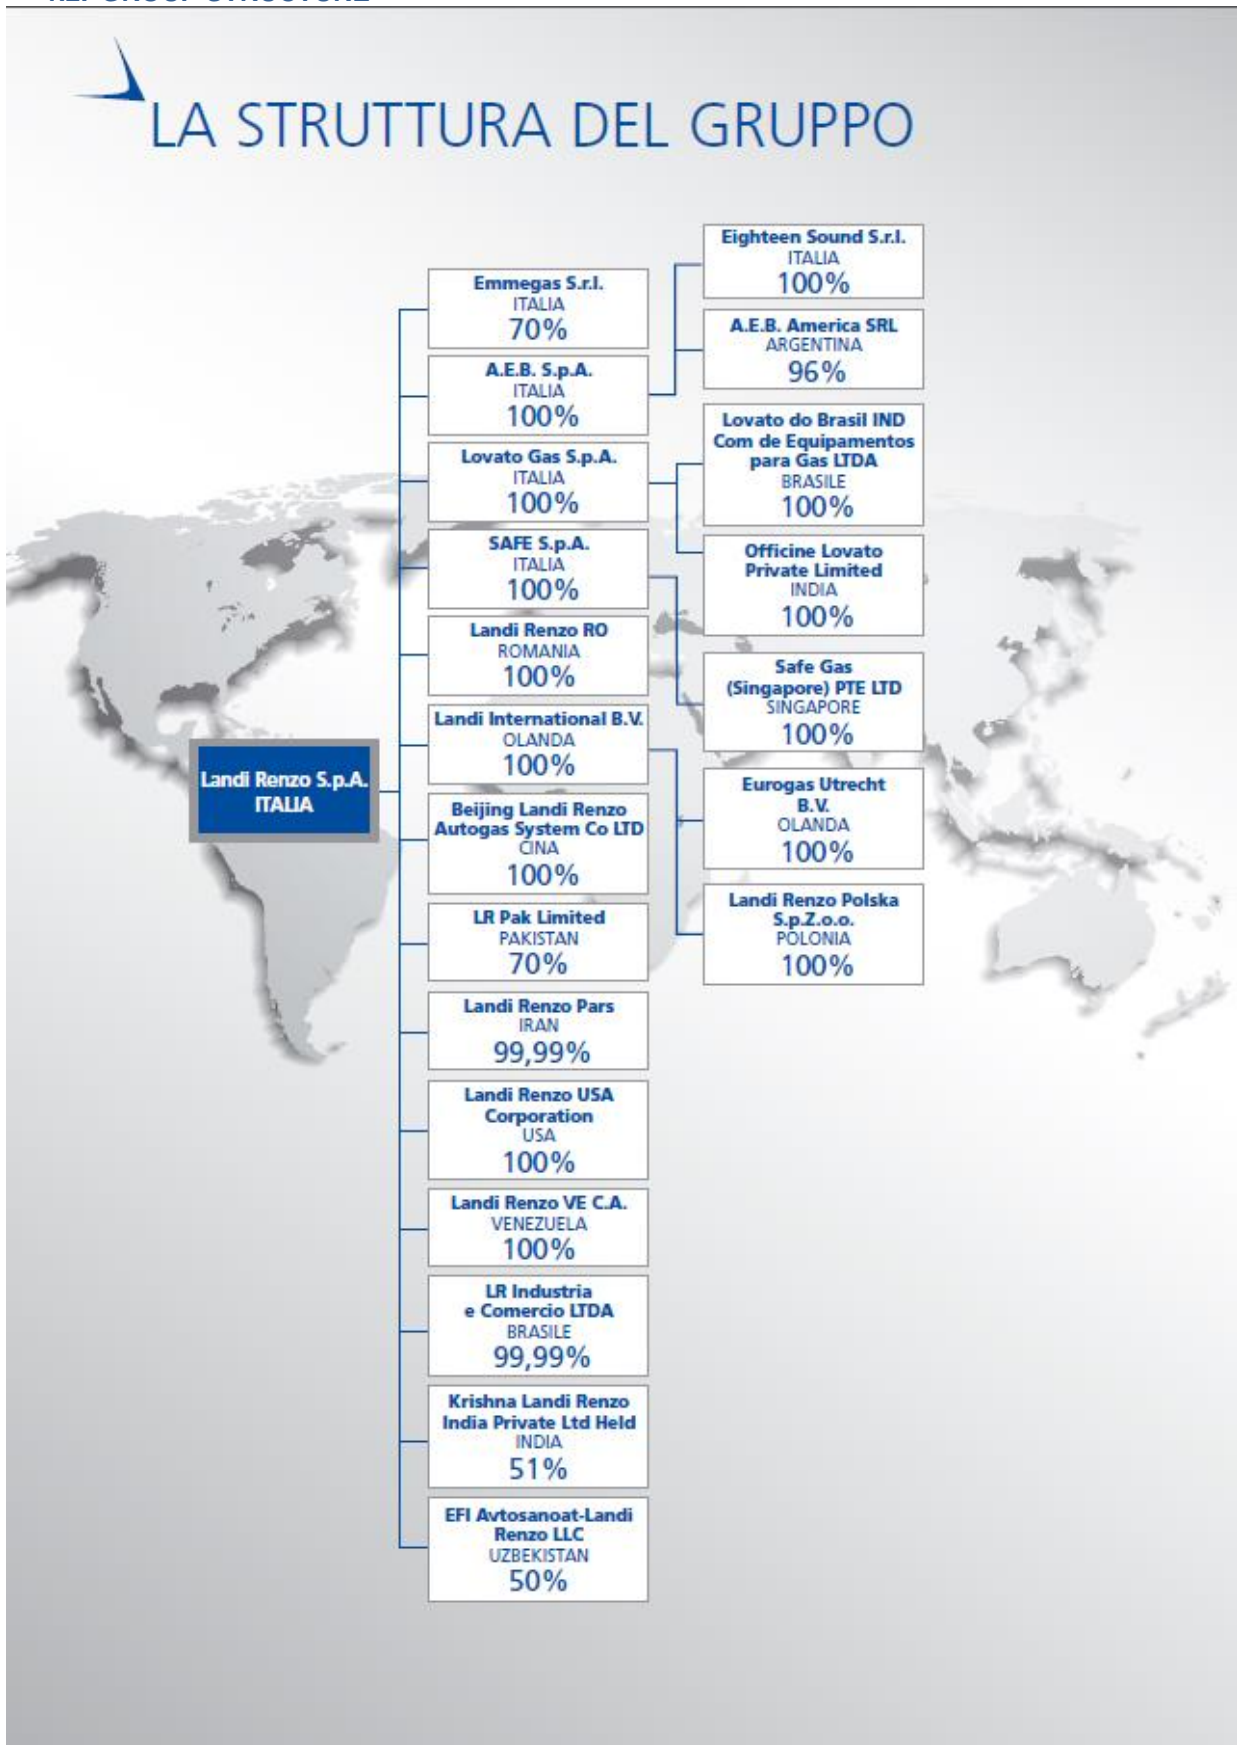 LA STRUTTURA DEL GRUPPO
Landi Renzo S.p.A.
ITALIA
Emmegas S.r.l.
ITALIA
70%
A.E.B. S.p.A.
ITALIA
100%
Lovato Gas S.p.A.
ITALIA
100%
SAFE S.p.A.
ITALIA
100%
Landi Renzo RO
ROMANIA
100%
Landi International B.V.
OLANDA
100%
Beijing Landi Renzo
Autogas System Co LTD
CINA
100%
LR Pak Limited
PAKISTAN
70%
Landi Renzo Pars
IRAN
99,99%
Landi Renzo USA
Corporation
USA
100%
Landi Renzo VE C.A.
VENEZUELA
100%
LR Industria
e Comercio LTDA
BRASILE
99,99%
Krishna Landi Renzo
India Private Ltd Held
INDIA
51%
EFI Avtosanoat-Landi
Renzo LLC
UZBEKISTAN
50%
Eighteen Sound S.r.l.
ITALIA
100%
A.E.B. America SRL
ARGENTINA
96%
Lovato do Brasil IND
Com de Equipamentos
para Gas LTDA
BRASILE
100%
Officine Lovato
Private Limited
INDIA
100%
Safe Gas
(Singapore) PTE LTD
SINGAPORE
100%
Eurogas Utrecht
B.V.
OLANDA
100%
Landi Renzo Polska
S.p.Z.o.o.
POLONIA
100%